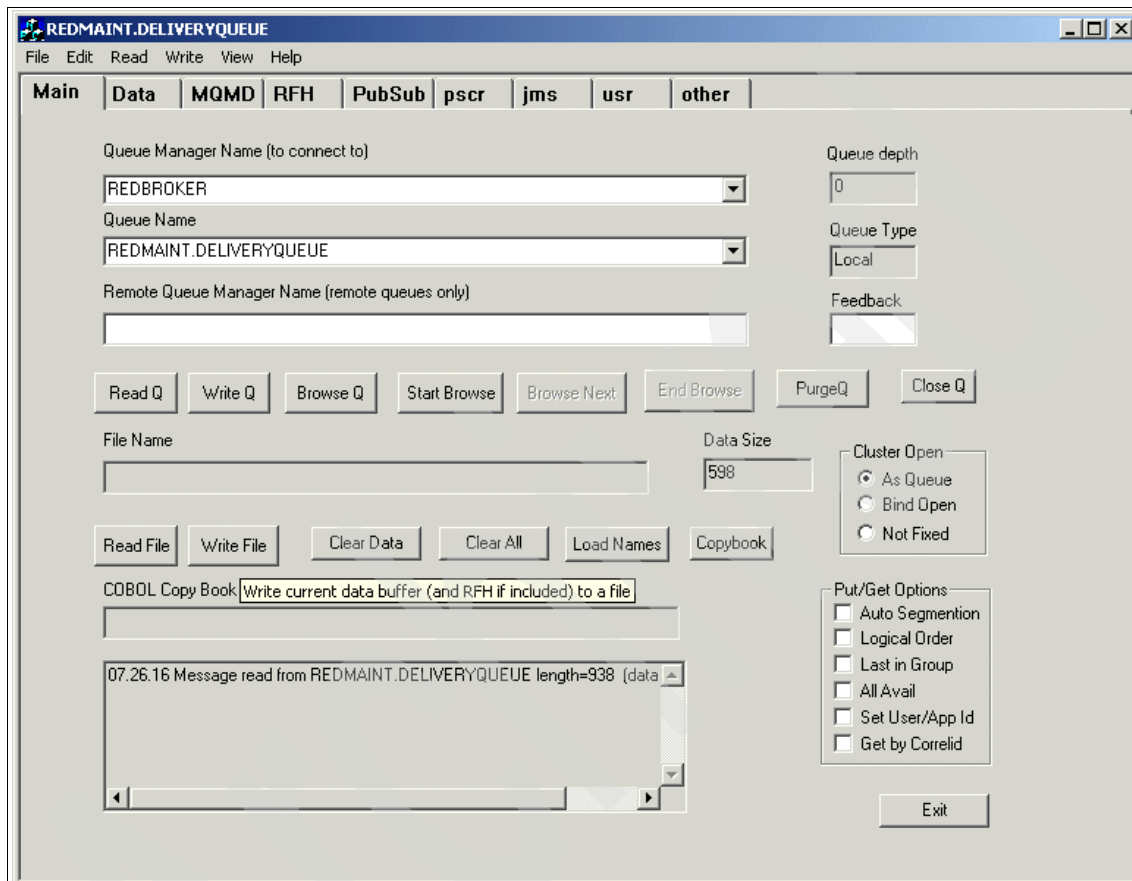 REDMAINT.DELIVERYQUEUE
File Edit Read Write View Help
Main Data MQMD RFH PubSub pscr jms usr other
Queue Manager Name (to connect to)
Queue depth
REDBROKER
0
Queue Name
Queue Type
REDMAINT.DELIVERYQUEUE
Local
Remote Queue Manager Name (remote queues only)
Feedback
Read Q Write Q Browse Q Start Browse Browse Next End Browse PurgeQ Close Q
File Name
Data Size
598
Cluster Open
As Queue
Bind Open
Not Fixed
Read File Write File Clear Data Clear All Load Names Copybook
COBOL Copy Book
Write current data buffer (and RFH if included) to a file
Put/Get Options
Auto Segmention
Logical Order
Last in Group
All Avail
Set User/App Id
Get by Correlid
07.26.16 Message read from REDMAINT.DELIVERYQUEUE length=938 (data
Exit